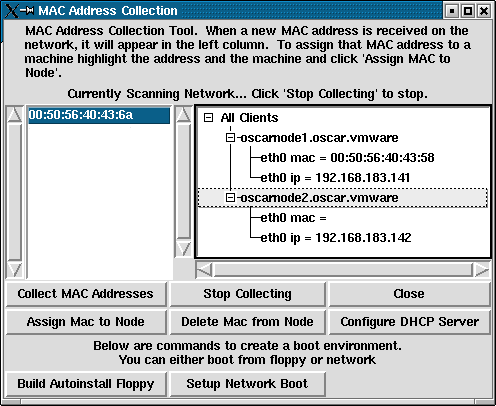 MAC Address Collection
MAC Address Collection Tool. When a new MAC address is received on the
network, it will appear in the left column. To assign that MAC address to a
machine highlight the address and the machine and click 'Assign MAC to
Node'.
Currently Scanning Network... Click 'Stop Collecting' to stop.
00:50:56:40:43:6a
All Clients
oscarnode1.oscar.vmware
eth0 mac = 00:50:56:40:43:58
eth0 ip = 192.168.183.141
oscarnode2.oscar.vmware
eth0 mac =
eth0 ip = 192.168.183.142
Collect MAC Addresses Stop Collecting Close
Assign Mac to Node Delete Mac from Node Configure DHCP Server
Below are commands to create a boot environment.
You can either boot from floppy or network
Build Autoinstall Floppy Setup Network Boot